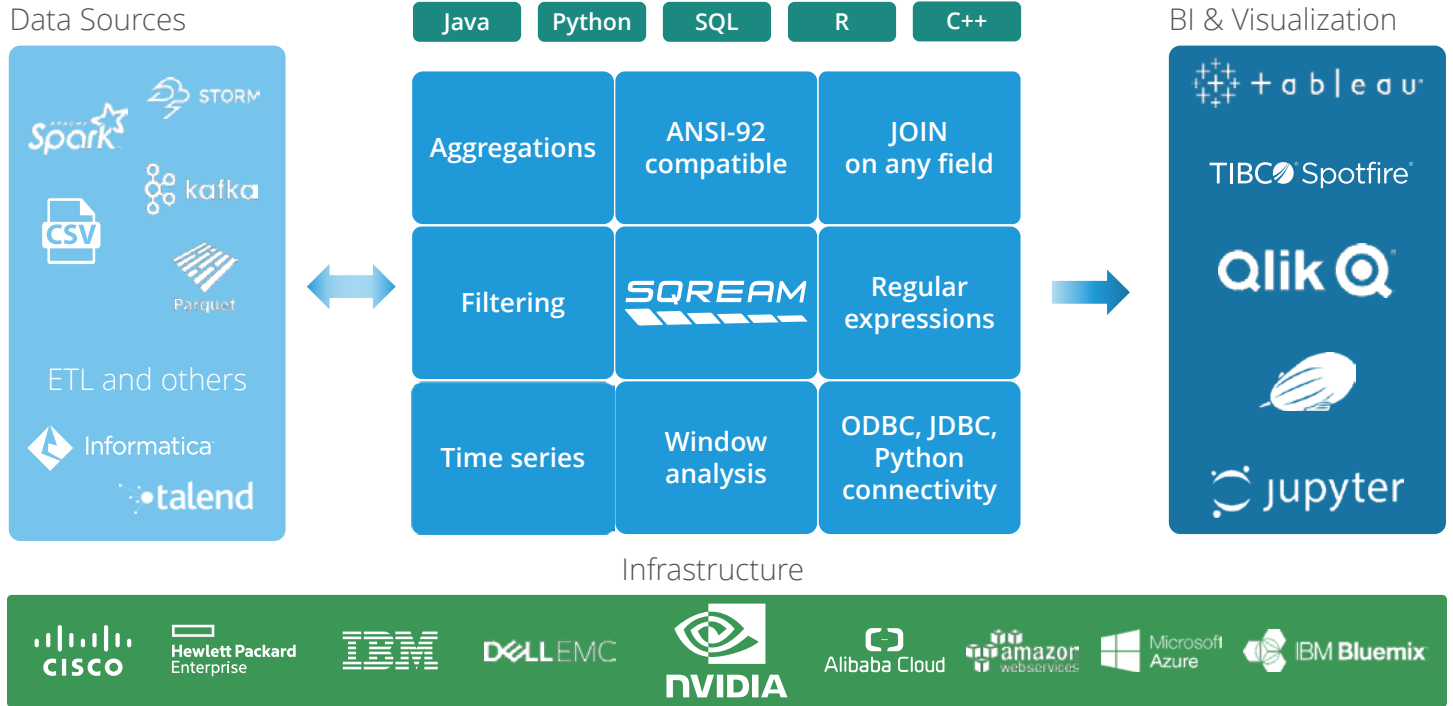 Data Sources
STORM
APACHE
Spark
kafka
CSV
Parquet
ETL and others
Informatica
talend
Java
Python
SQL
R
C++
Aggregations
ANSI-92
compatible
JOIN
on any field
Filtering
SQREAM
Regular
expressions
Time series
Window
analysis
ODBC, JDBC,
Python
connectivity
BI & Visualization
+ableau
TIBCO Spotfire
Qlik Q
jupyter
Infrastructure
CISCO
Hewlett Packard
Enterprise
IBM
DELLEMC
NVIDIA
Alibaba Cloud
amazon
webservices
Microsoft
Azure
IBM Bluemix